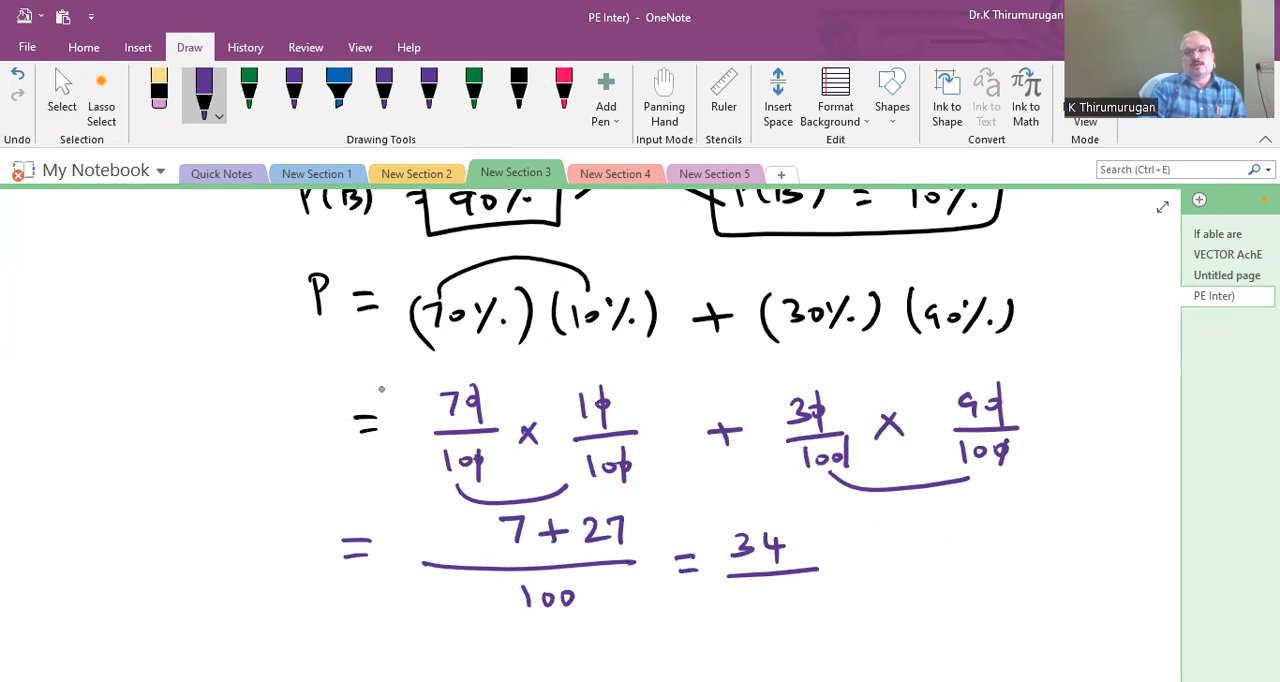 PE Inter) - OneNote
Dr.K Thirumurugan
File Home Insert Draw History Review View Help
Select Lasso Select Add Pen Panning Hand Ruler Insert Space Format Background Shapes Ink to Shape Ink to Text Ink to Math View
Undo Selection Drawing Tools Input Mode Stencils Edit Convert Mode
K Thirumurugan
My Notebook Quick Notes New Section 1 New Section 2 New Section 3 New Section 4 New Section 5 + Search (Ctrl+E)
If able are
VECTOR AchE
Untitled page
PE Inter)
P(B) = 90% P(B) = 10%
P = (70%)(10%) + (30%)(90%)
= 70/100 × 10/100 + 30/100 × 90/100
= 7 + 27 / 100 = 34